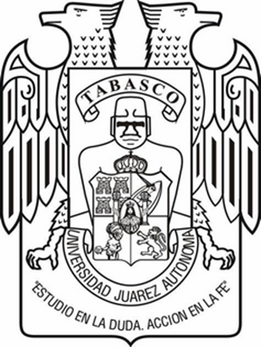 TABASCO
UNIVERSIDAD JUAREZ AUTONOMA
"ESTUDIO EN LA DUDA. ACCION EN LA FE"